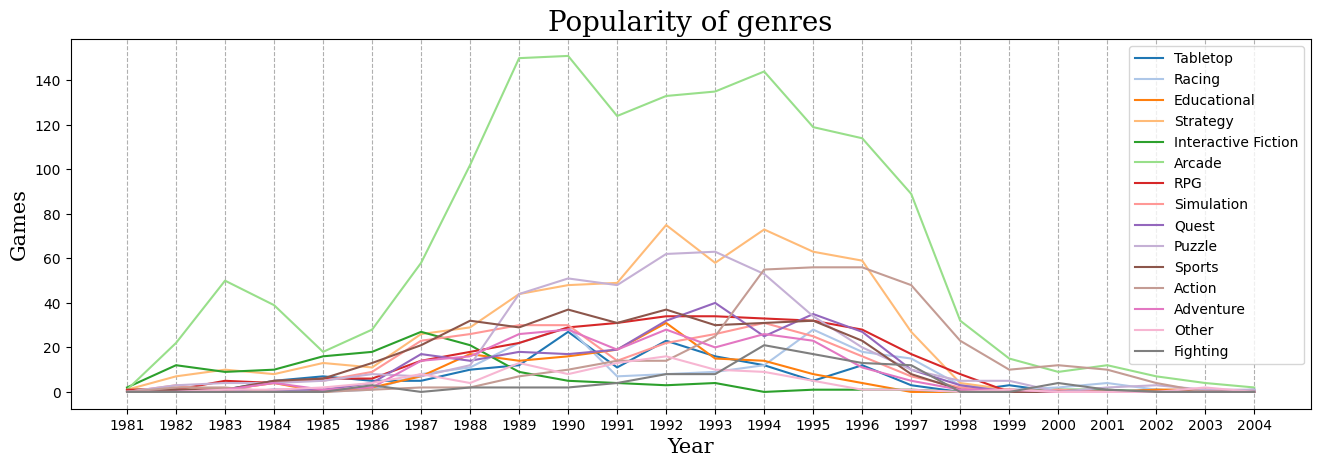 Popularity of genres
Games
140
120
100
80
60
40
20
0
Tabletop
Racing
Educational
Strategy
Interactive Fiction
Arcade
RPG
Simulation
Quest
Puzzle
Sports
Action
Adventure
Other
Fighting
1981 1982 1983 1984 1985 1986 1987 1988 1989 1990 1991 1992 1993 1994 1995 1996 1997 1998 1999 2000 2001 2002 2003 2004
Year